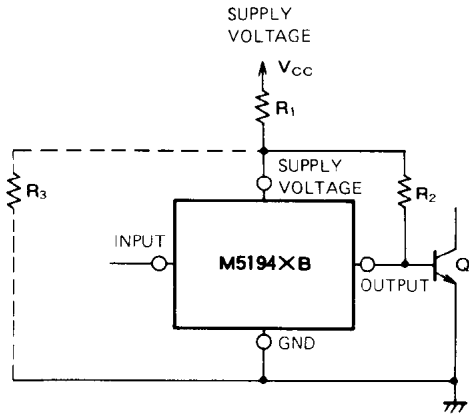 SUPPLY
VOLTAGE
VCC
R1
SUPPLY
VOLTAGE
R3
R2
INPUT
M5194XB
OUTPUT
Q
GND